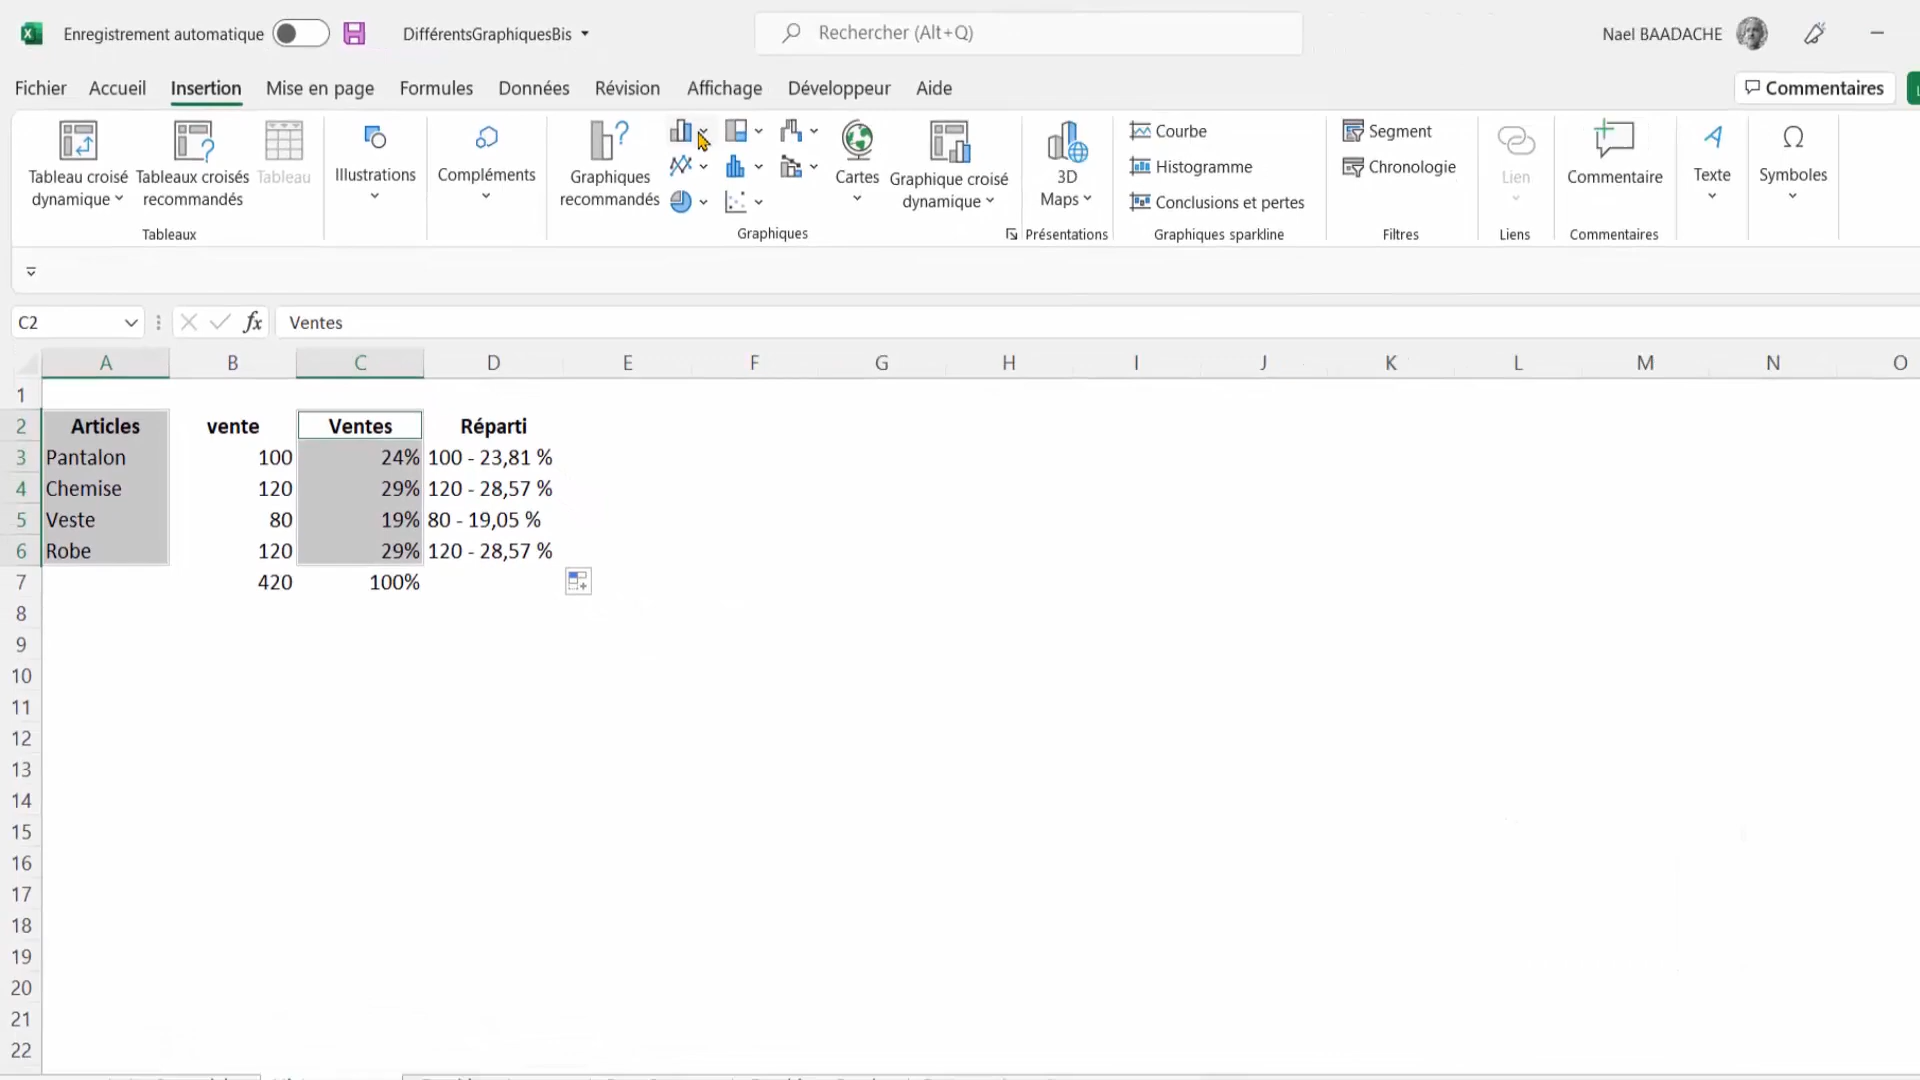 Enregistrement automatique DifférentsGraphiquesBis Rechercher (Alt+Q) Nael BAADACHE
Fichier Accueil Insertion Mise en page Formules Données Révision Affichage Développeur Aide Commentaires
Tableau croisé dynamique
Tableaux croisés recommandés
Tableau
Tableaux
Illustrations
Compléments
Graphiques recommandés
Cartes
Graphique croisé dynamique
Graphiques
3D Maps
Présentations
Courbe
Histogramme
Conclusions et pertes
Graphiques sparkline
Segment
Chronologie
Filtres
Lien
Liens
Commentaire
Commentaires
Texte
Symboles
C2 fx Ventes
A B C D E F G H I J K L M N O
1
2 Articles vente Ventes Réparti
3 Pantalon 100 24% 100 - 23,81 %
4 Chemise 120 29% 120 - 28,57 %
5 Veste 80 19% 80 - 19,05 %
6 Robe 120 29% 120 - 28,57 %
7 420 100%
8
9
10
11
12
13
14
15
16
17
18
19
20
21
22